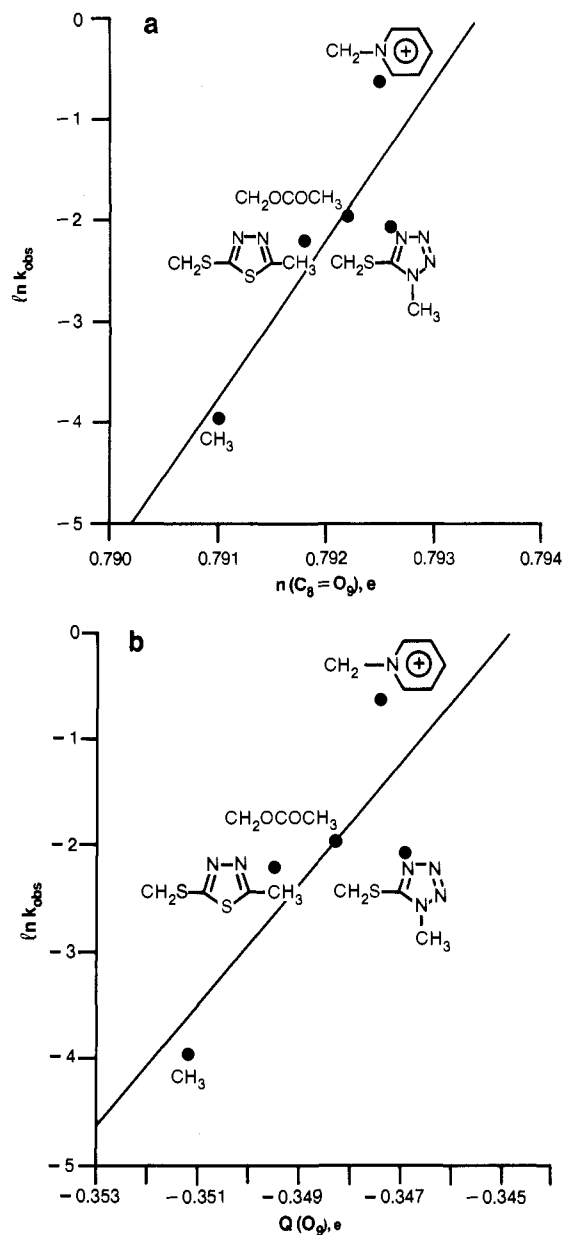 a
0
−1
−2
−3
−4
−5
ℓn kobs
CH2—N
+
CH2OCOCH3
N N
CH2S
S
CH3
N N
N
CH2S
N
CH3
CH3
0.790 0.791 0.792 0.793 0.794
n (C8 = O9), e
b
0
−1
−2
−3
−4
−5
ℓn kobs
CH2 — N
+
CH2OCOCH3
N N
CH2S
S
CH3
N N
N
CH2S
N
CH3
CH3
−0.353 −0.351 −0.349 −0.347 −0.345
Q (O9), e